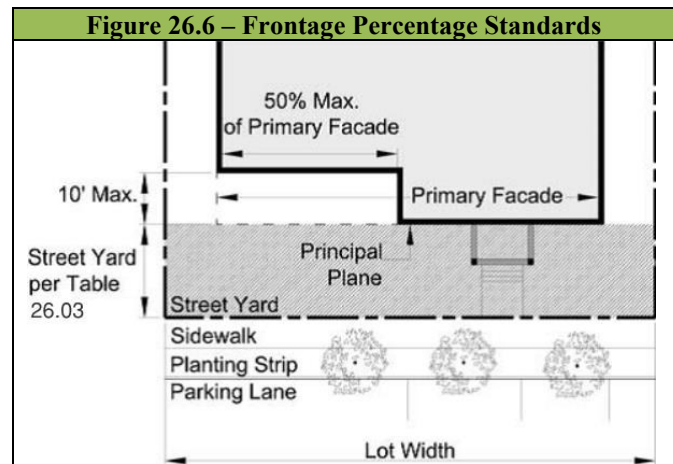 Figure 26.6 – Frontage Percentage Standards
50% Max.
of Primary Facade
10' Max.
Primary Facade
Street Yard
per Table
26.03
Principal
Plane
Street Yard
Sidewalk
Planting Strip
Parking Lane
Lot Width